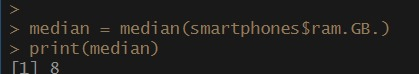 >
> median = median(smartphones$ram.GB.)
> print(median)
[1] 8